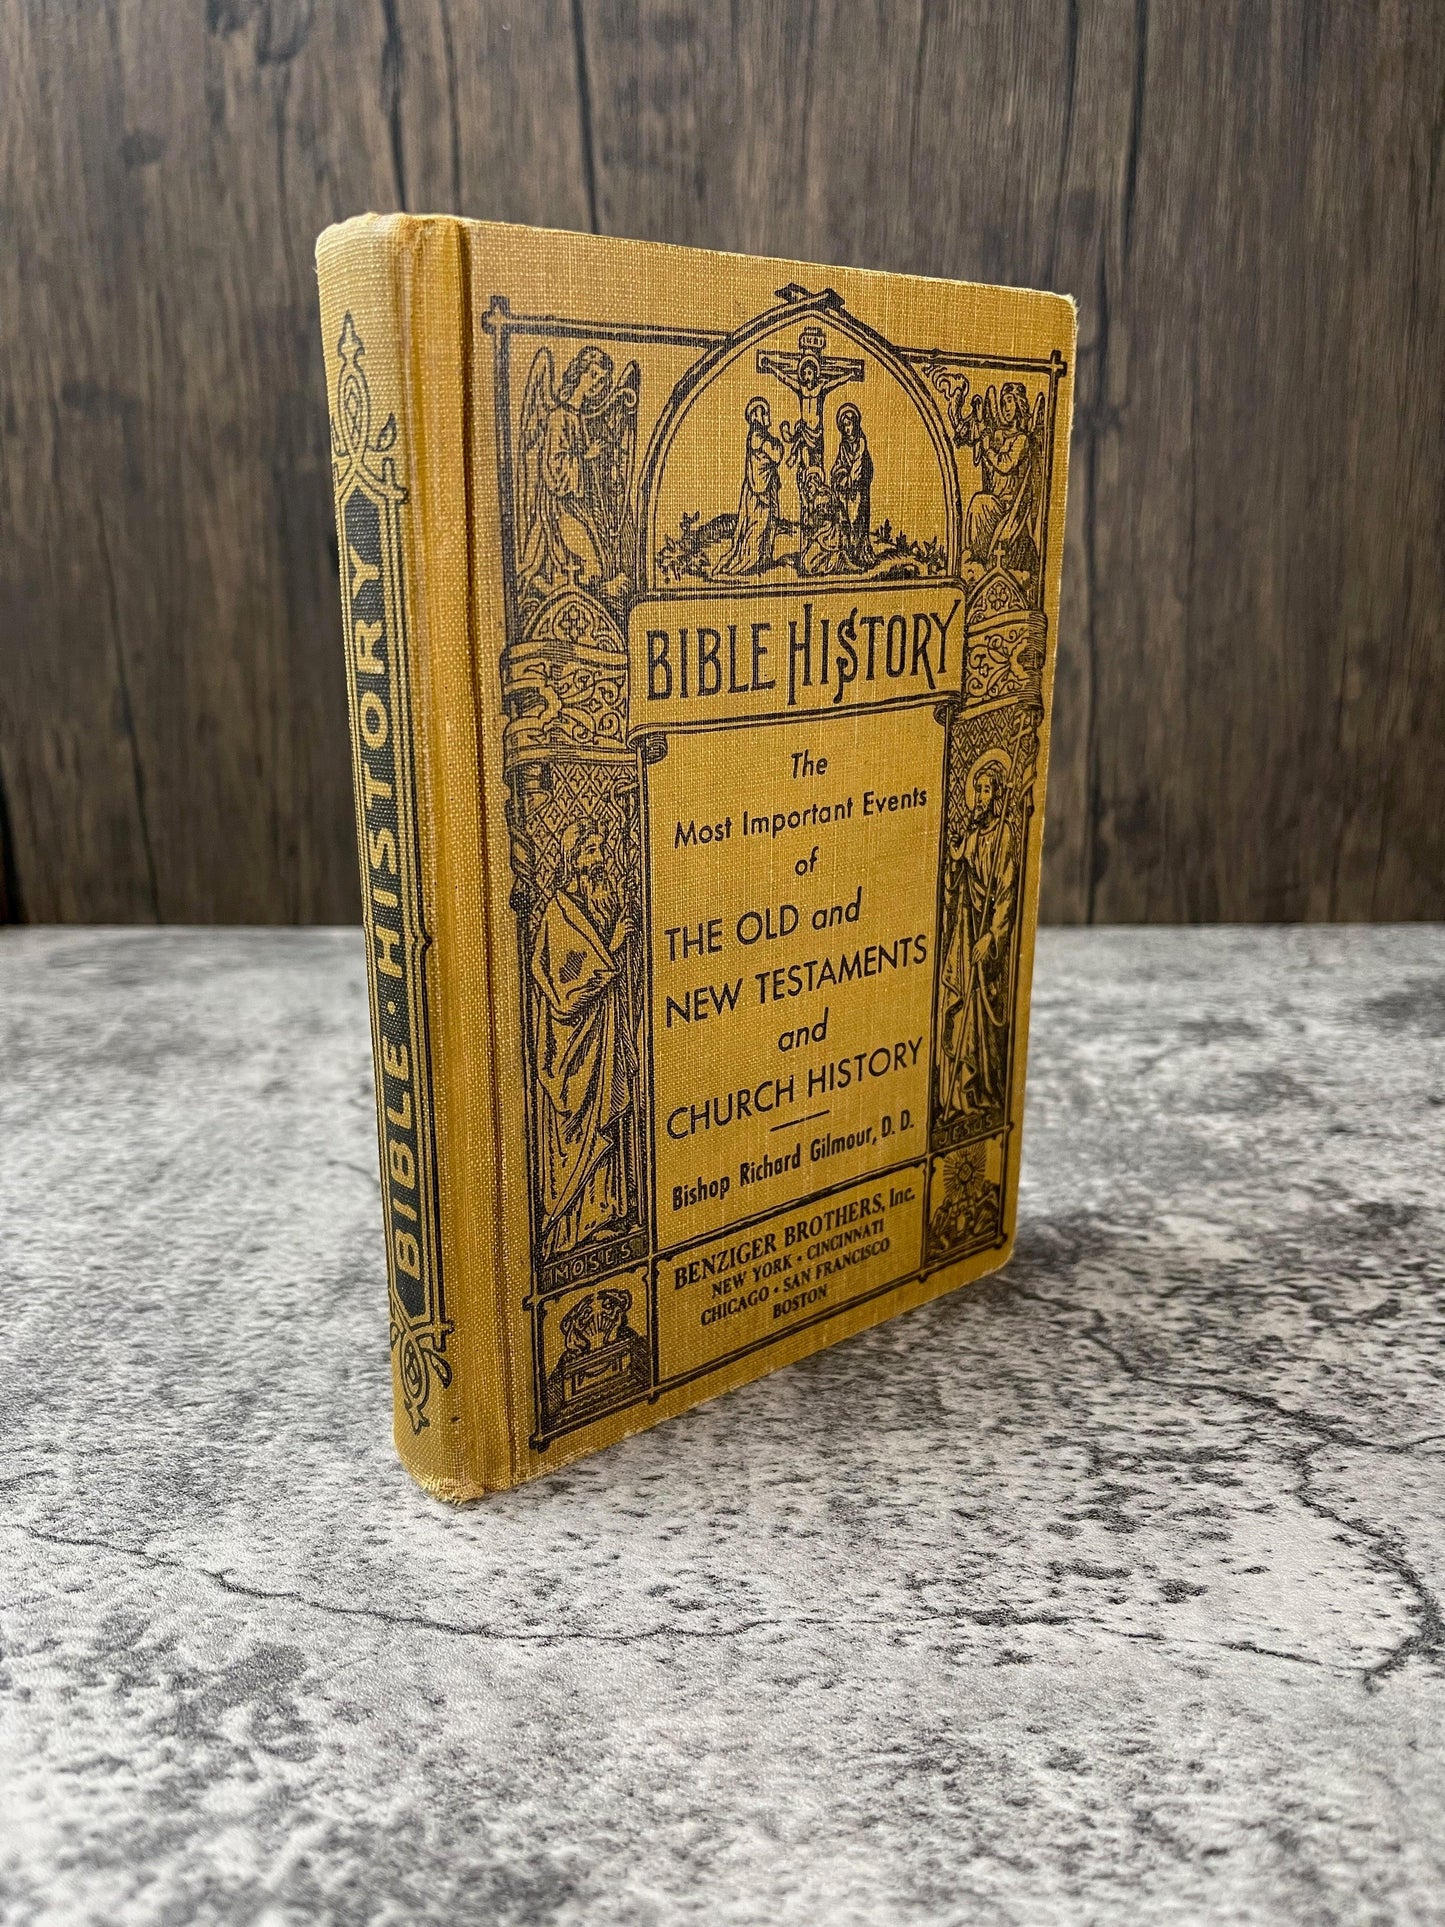 BIBLE·HISTORY
INRI
BIBLE HISTORY
The
Most Important Events
of
THE OLD and
NEW TESTAMENTS
and
CHURCH HISTORY
Bishop Richard Gilmour, D. D.
MOSES
JESUS
BENZIGER BROTHERS, Inc.
NEW YORK · CINCINNATI
CHICAGO · SAN FRANCISCO
BOSTON